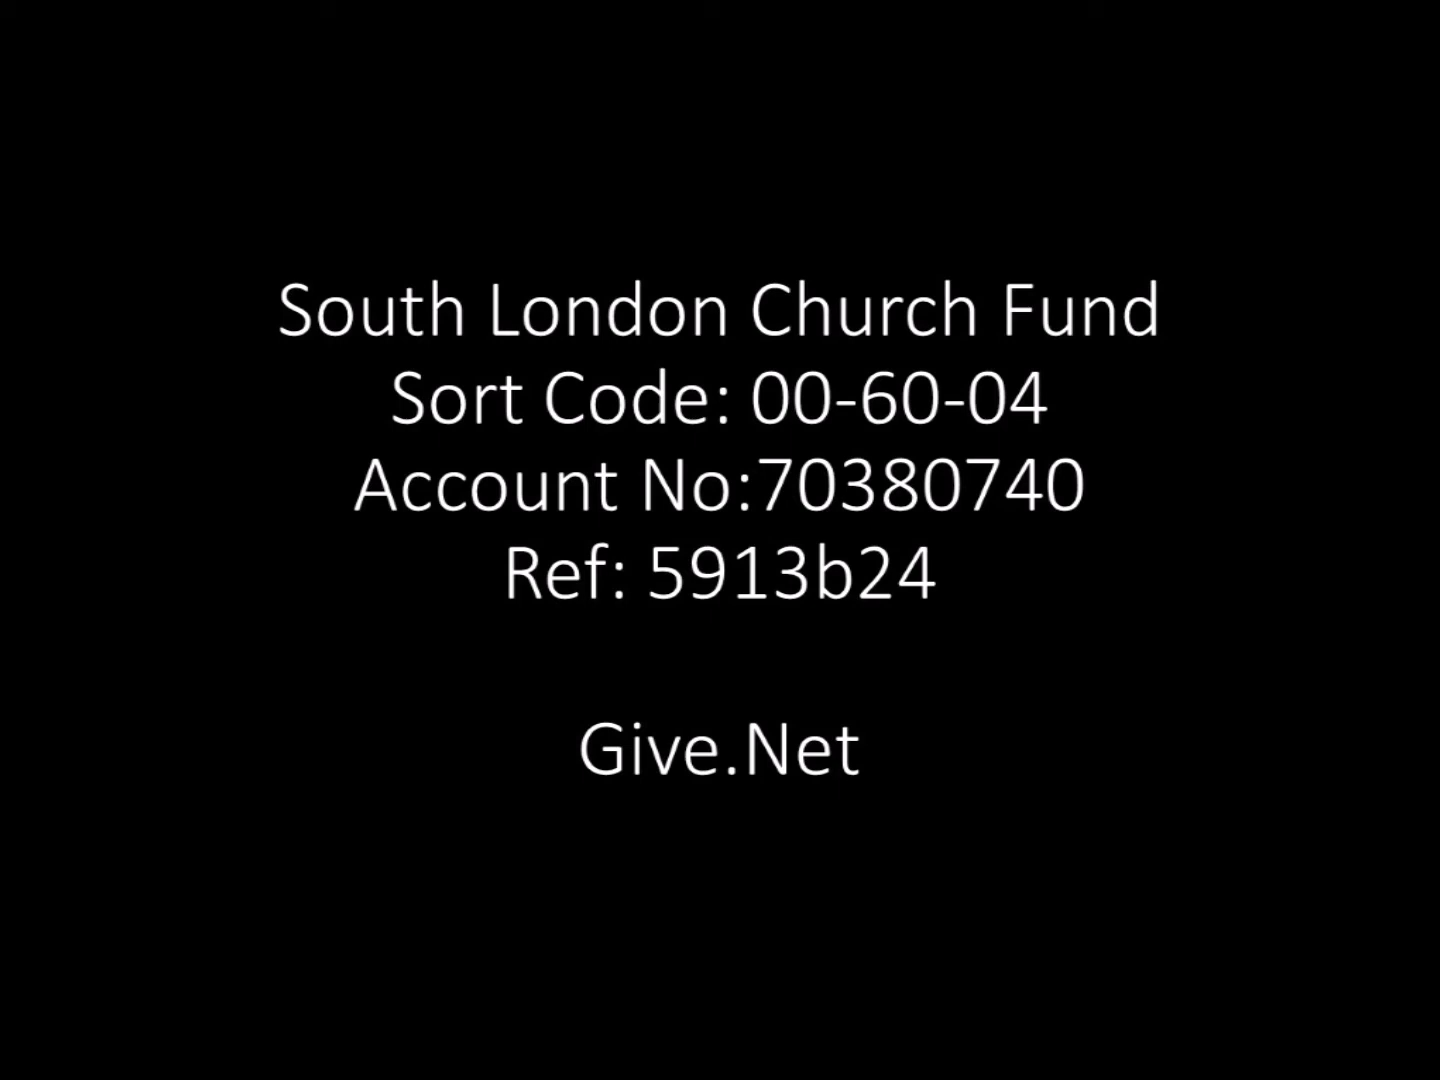 South London Church Fund
Sort Code: 00-60-04
Account No:70380740
Ref: 5913b24
Give.Net